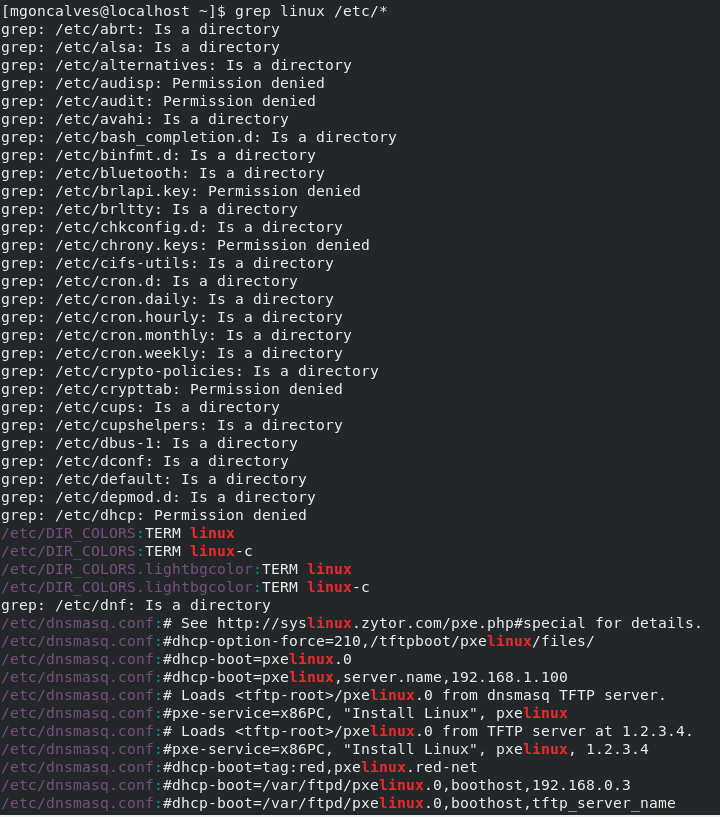 [mgoncalves@localhost ~]$ grep linux /etc/*
grep: /etc/abrt: Is a directory
grep: /etc/alsa: Is a directory
grep: /etc/alternatives: Is a directory
grep: /etc/audisp: Permission denied
grep: /etc/audit: Permission denied
grep: /etc/avahi: Is a directory
grep: /etc/bash_completion.d: Is a directory
grep: /etc/binfmt.d: Is a directory
grep: /etc/bluetooth: Is a directory
grep: /etc/brlapi.key: Permission denied
grep: /etc/brltty: Is a directory
grep: /etc/chkconfig.d: Is a directory
grep: /etc/chrony.keys: Permission denied
grep: /etc/cifs-utils: Is a directory
grep: /etc/cron.d: Is a directory
grep: /etc/cron.daily: Is a directory
grep: /etc/cron.hourly: Is a directory
grep: /etc/cron.monthly: Is a directory
grep: /etc/cron.weekly: Is a directory
grep: /etc/crypto-policies: Is a directory
grep: /etc/crypttab: Permission denied
grep: /etc/cups: Is a directory
grep: /etc/cupshelpers: Is a directory
grep: /etc/dbus-1: Is a directory
grep: /etc/dconf: Is a directory
grep: /etc/default: Is a directory
grep: /etc/depmod.d: Is a directory
grep: /etc/dhcp: Permission denied
/etc/DIR_COLORS:TERM linux
/etc/DIR_COLORS:TERM linux-c
/etc/DIR_COLORS.lightbgcolor:TERM linux
/etc/DIR_COLORS.lightbgcolor:TERM linux-c
grep: /etc/dnf: Is a directory
/etc/dnsmasq.conf:# See http://syslinux.zytor.com/pxe.php#special for details.
/etc/dnsmasq.conf:#dhcp-option-force=210,/tftpboot/pxelinux/files/
/etc/dnsmasq.conf:#dhcp-boot=pxelinux.0
/etc/dnsmasq.conf:#dhcp-boot=pxelinux,server.name,192.168.1.100
/etc/dnsmasq.conf:# Loads <tftp-root>/pxelinux.0 from dnsmasq TFTP server.
/etc/dnsmasq.conf:#pxe-service=x86PC, "Install Linux", pxelinux
/etc/dnsmasq.conf:# Loads <tftp-root>/pxelinux.0 from TFTP server at 1.2.3.4.
/etc/dnsmasq.conf:#pxe-service=x86PC, "Install Linux", pxelinux, 1.2.3.4
/etc/dnsmasq.conf:#dhcp-boot=tag:red,pxelinux.red-net
/etc/dnsmasq.conf:#dhcp-boot=/var/ftpd/pxelinux.0,boothost,192.168.0.3
/etc/dnsmasq.conf:#dhcp-boot=/var/ftpd/pxelinux.0,boothost,tftp_server_name